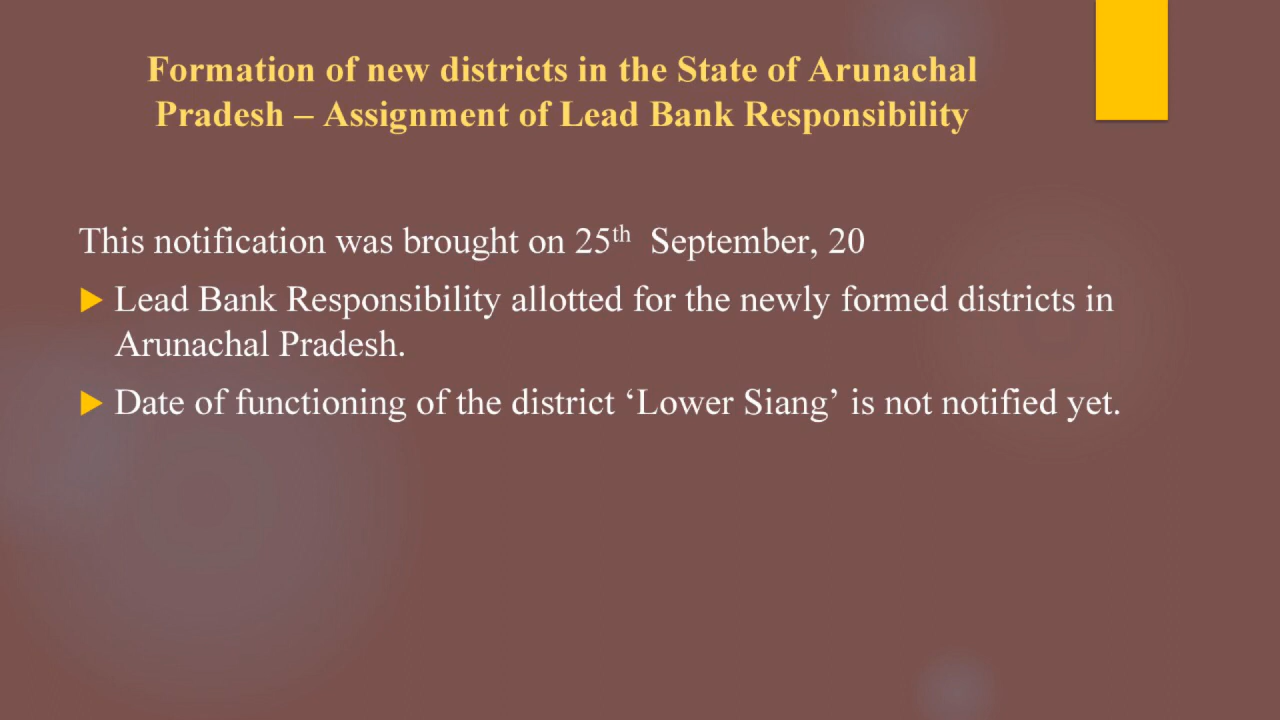 Formation of new districts in the State of Arunachal
Pradesh – Assignment of Lead Bank Responsibility
This notification was brought on 25th September, 20
Lead Bank Responsibility allotted for the newly formed districts in
Arunachal Pradesh.
Date of functioning of the district ‘Lower Siang’ is not notified yet.